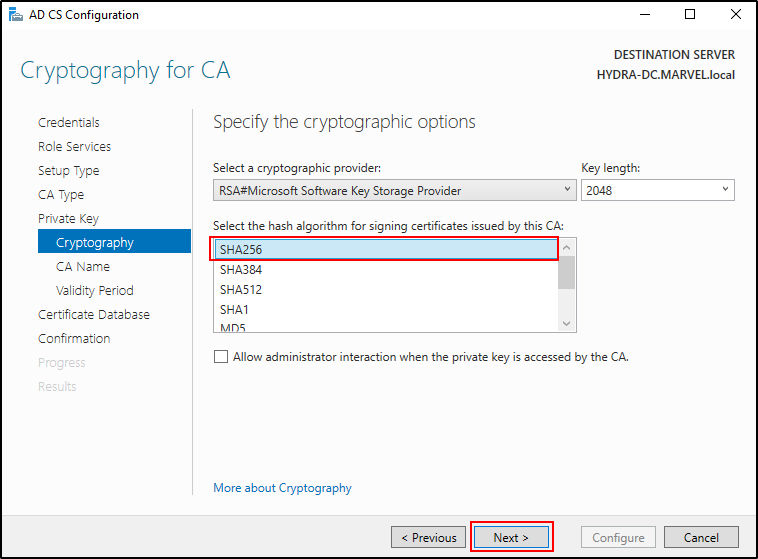 AD CS Configuration
DESTINATION SERVER
HYDRA-DC.MARVEL.local
Cryptography for CA
Credentials
Role Services
Setup Type
CA Type
Private Key
Cryptography
CA Name
Validity Period
Certificate Database
Confirmation
Progress
Results
Specify the cryptographic options
Select a cryptographic provider:
Key length:
RSA#Microsoft Software Key Storage Provider
2048
Select the hash algorithm for signing certificates issued by this CA:
SHA256
SHA384
SHA512
SHA1
MD5
Allow administrator interaction when the private key is accessed by the CA.
More about Cryptography
< Previous
Next >
Configure
Cancel